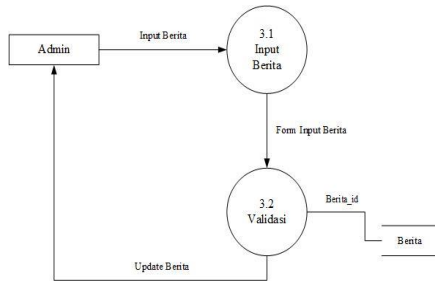 Input Berita
3.1
Input
Berita
Admin
Form Input Berita
3.2
Validasi
Berita_id
Berita
Update Berita